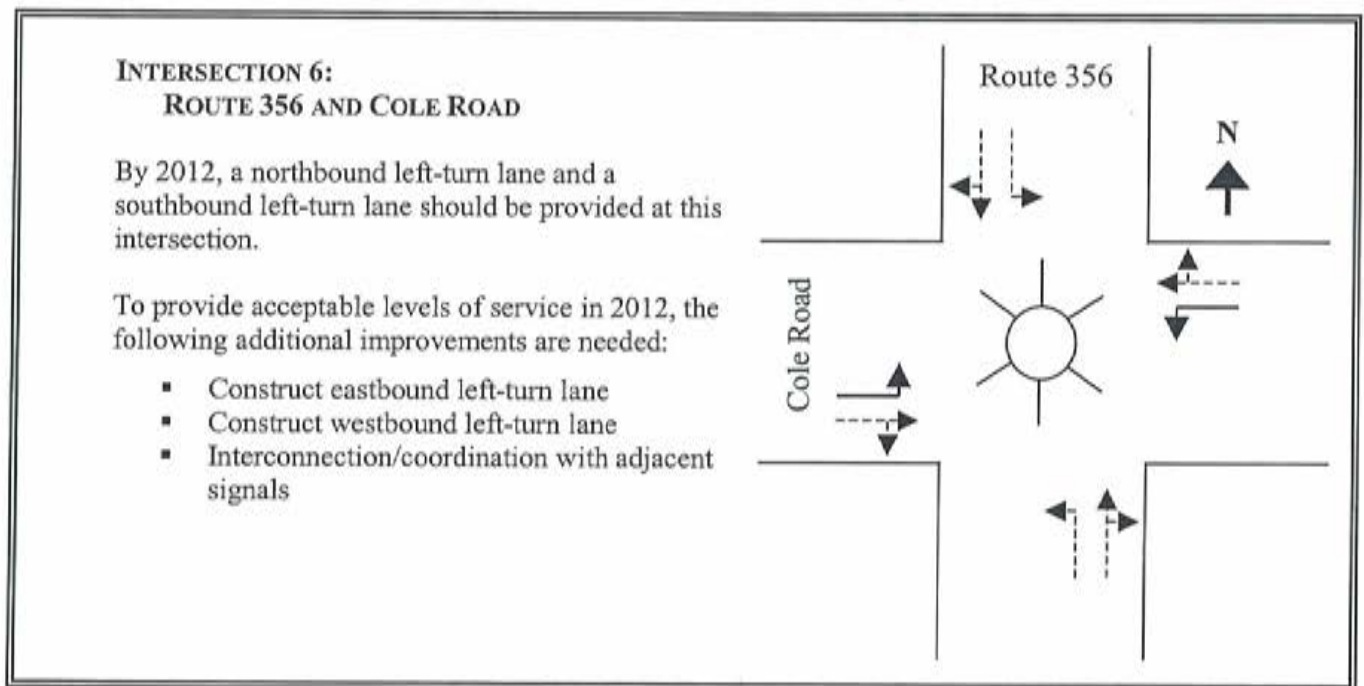 INTERSECTION 6:
ROUTE 356 AND COLE ROAD
By 2012, a northbound left-turn lane and a
southbound left-turn lane should be provided at this
intersection.
To provide acceptable levels of service in 2012, the
following additional improvements are needed:
▪ Construct eastbound left-turn lane
▪ Construct westbound left-turn lane
▪ Interconnection/coordination with adjacent
signals
Route 356
N
Cole Road